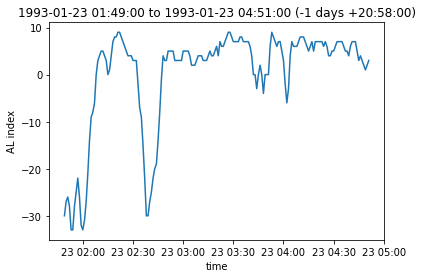 1993-01-23 01:49:00 to 1993-01-23 04:51:00 (-1 days +20:58:00)
10
0
−10
−20
−30
AL index
23 02:00 23 02:30 23 03:00 23 03:30 23 04:00 23 04:30 23 05:00
time